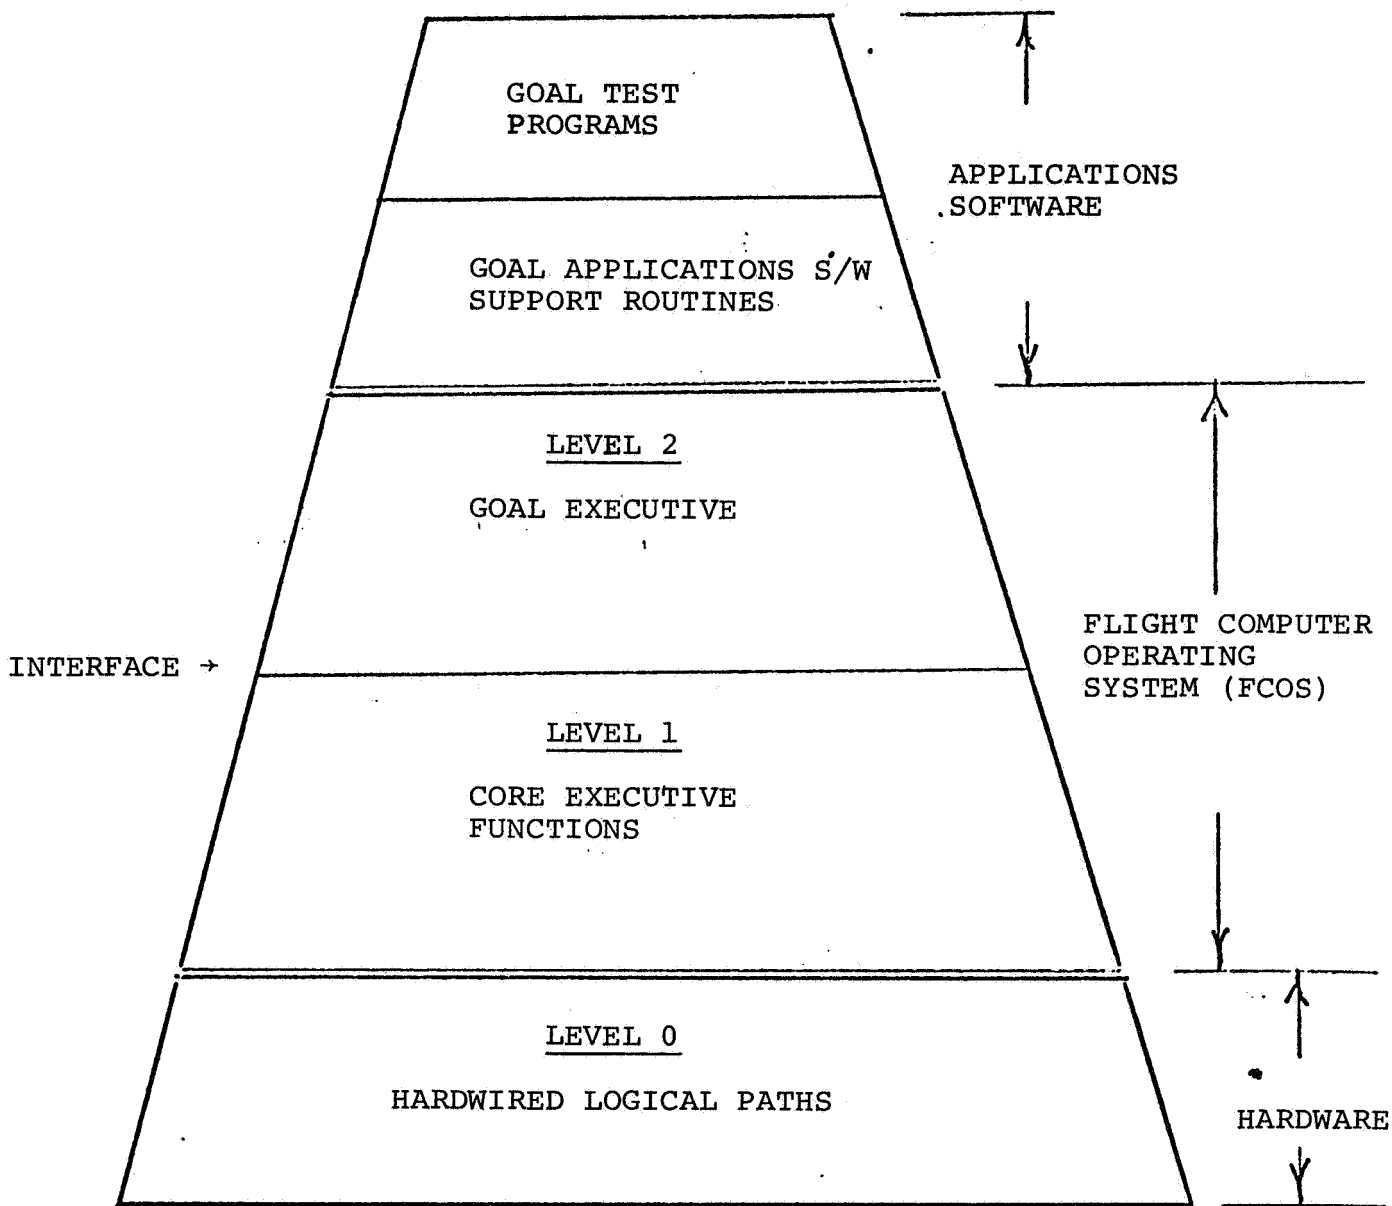 GOAL TEST
PROGRAMS
APPLICATIONS
SOFTWARE
GOAL APPLICATIONS S/W
SUPPORT ROUTINES
LEVEL 2
GOAL EXECUTIVE
FLIGHT COMPUTER
OPERATING
SYSTEM (FCOS)
INTERFACE →
LEVEL 1
CORE EXECUTIVE
FUNCTIONS
LEVEL 0
HARDWIRED LOGICAL PATHS
HARDWARE